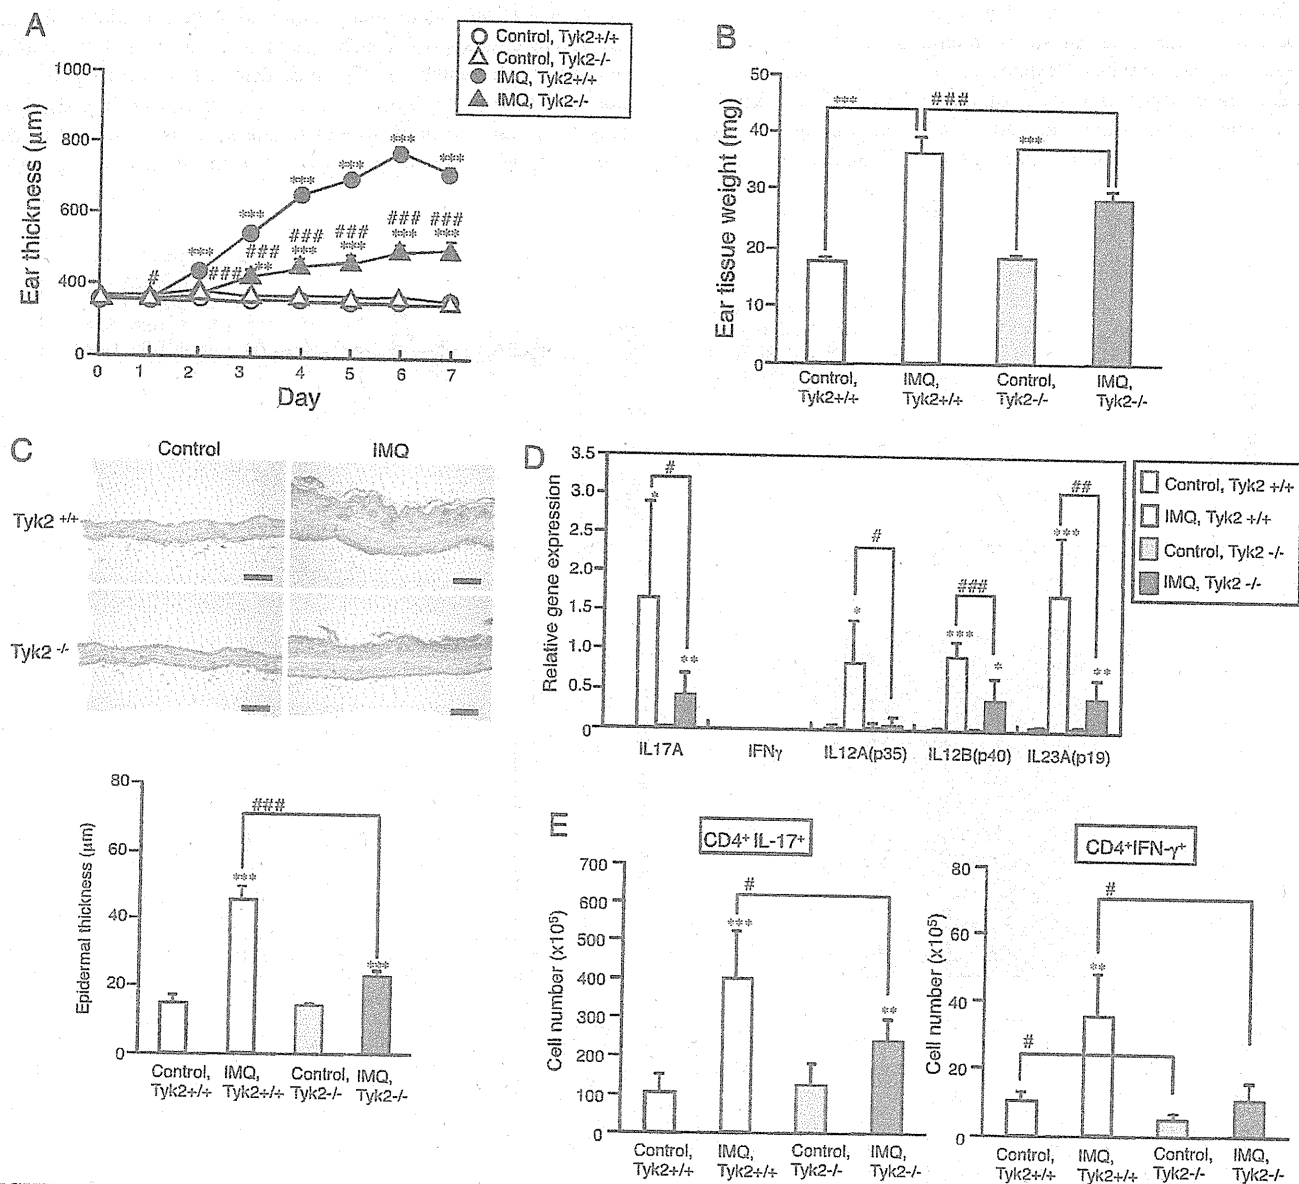 A
Control, Tyk2+/+
Control, Tyk2-/-
IMQ, Tyk2+/+
IMQ, Tyk2-/-
Ear thickness (μm)
1000
800
600
400
0
***
***
***
***
***
***
#
###
###
**
###
***
###
***
###
***
###
***
0 1 2 3 4 5 6 7
Day
B
Ear tissue weight (mg)
50
40
30
20
10
0
***
###
***
Control, Tyk2+/+
IMQ, Tyk2+/+
Control, Tyk2-/-
IMQ, Tyk2-/-
C
Control
IMQ
Tyk2 +/+
Tyk2 -/-
Epidermal thickness (μm)
80
60
40
20
0
###
***
***
Control, Tyk2+/+
IMQ, Tyk2+/+
Control, Tyk2-/-
IMQ, Tyk2-/-
D
Relative gene expression
3.5
3.0
2.5
2.0
1.5
1.0
0.5
0
#
*
**
#
*
###
***
*
##
***
**
IL17A
IFNγ
IL12A(p35)
IL12B(p40)
IL23A(p19)
Control, Tyk2 +/+
IMQ, Tyk2 +/+
Control, Tyk2 -/-
IMQ, Tyk2 -/-
E
CD4+ IL-17+
Cell number (x10⁵)
700
600
500
400
300
200
100
0
#
***
**
Control, Tyk2+/+
IMQ, Tyk2+/+
Control, Tyk2-/-
IMQ, Tyk2-/-
CD4+IFN-γ+
Cell number (x10⁵)
80
60
40
20
0
#
**
#
Control, Tyk2+/+
IMQ, Tyk2+/+
Control, Tyk2-/-
IMQ, Tyk2-/-